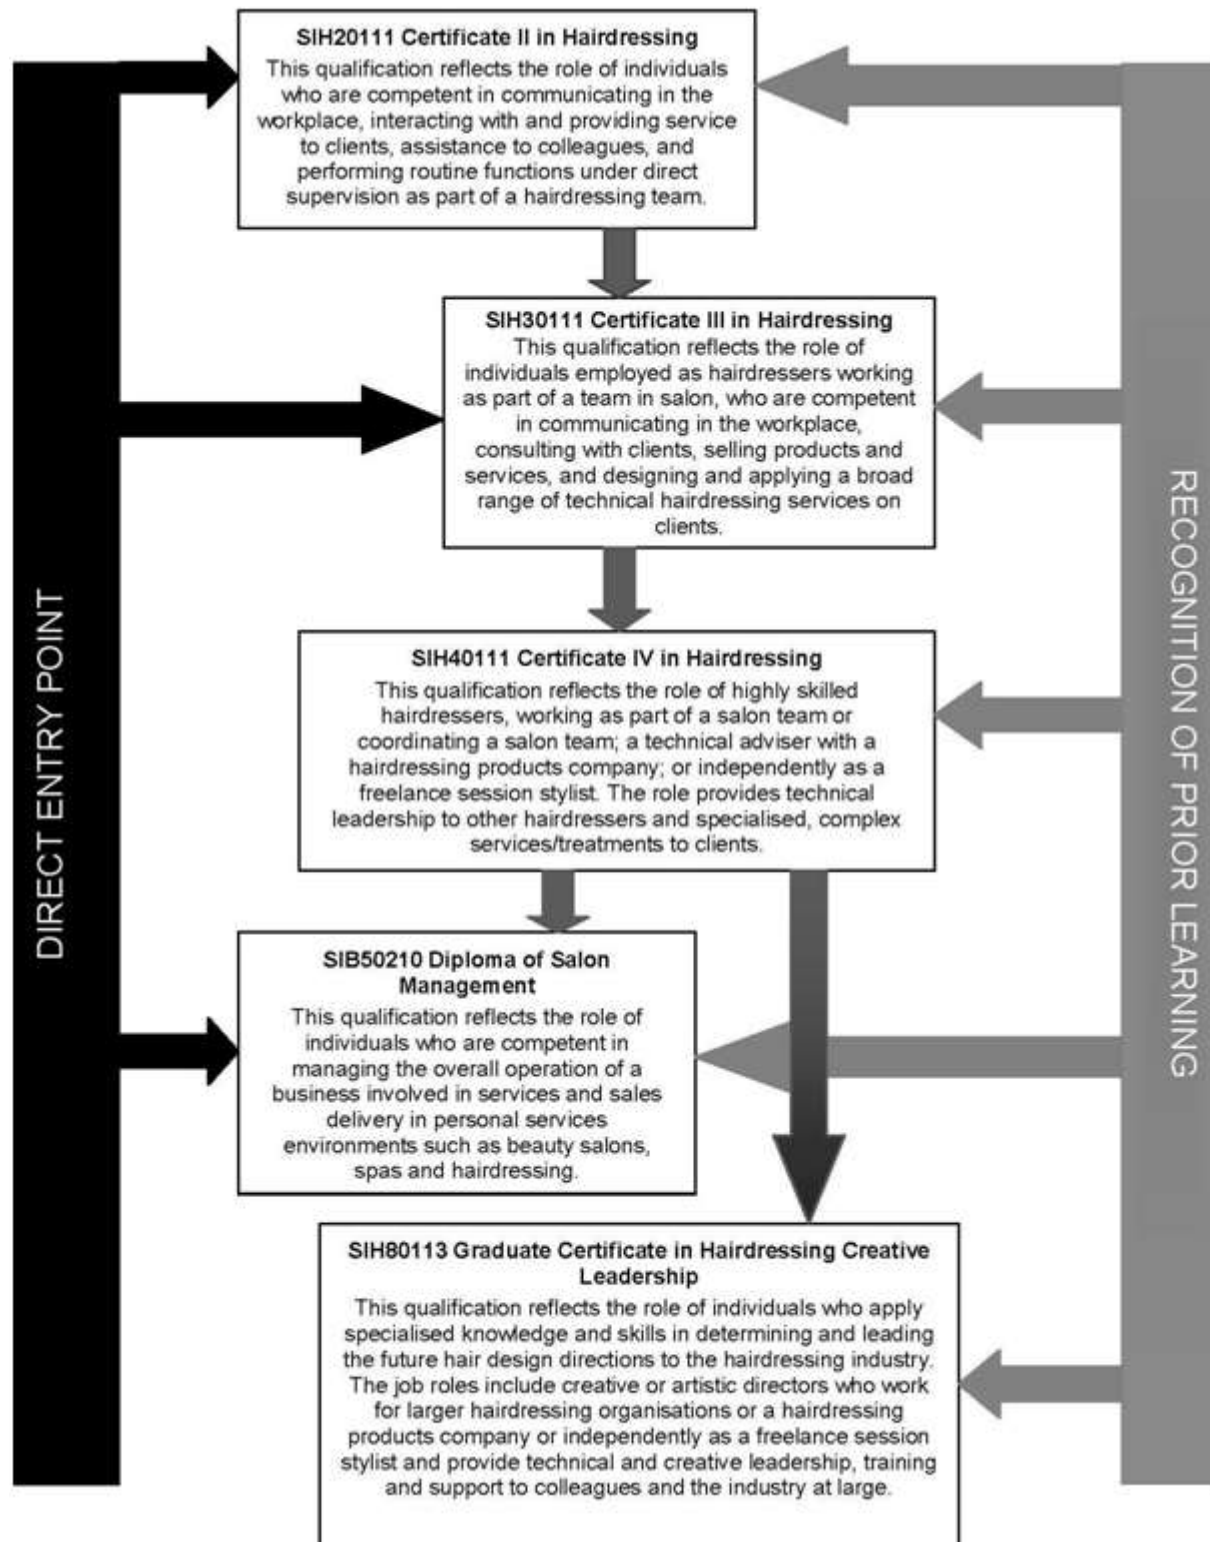 SIH20111 Certificate II in Hairdressing
This qualification reflects the role of individuals
who are competent in communicating in the
workplace, interacting with and providing service
to clients, assistance to colleagues, and
performing routine functions under direct
supervision as part of a hairdressing team.
SIH30111 Certificate III in Hairdressing
This qualification reflects the role of
individuals employed as hairdressers working
as part of a team in salon, who are competent
in communicating in the workplace,
consulting with clients, selling products and
services, and designing and applying a broad
range of technical hairdressing services on
clients.
SIH40111 Certificate IV in Hairdressing
This qualification reflects the role of highly skilled
hairdressers, working as part of a salon team or
coordinating a salon team; a technical adviser with a
hairdressing products company; or independently as a
freelance session stylist. The role provides technical
leadership to other hairdressers and specialised, complex
services/treatments to clients.
SIB50210 Diploma of Salon
Management
This qualification reflects the role of
individuals who are competent in
managing the overall operation of a
business involved in services and sales
delivery in personal services
environments such as beauty salons,
spas and hairdressing.
SIH80113 Graduate Certificate in Hairdressing Creative
Leadership
This qualification reflects the role of individuals who apply
specialised knowledge and skills in determining and leading
the future hair design directions to the hairdressing industry.
The job roles include creative or artistic directors who work
for larger hairdressing organisations or a hairdressing
products company or independently as a freelance session
stylist and provide technical and creative leadership, training
and support to colleagues and the industry at large.
DIRECT ENTRY POINT
RECOGNITION OF PRIOR LEARNING